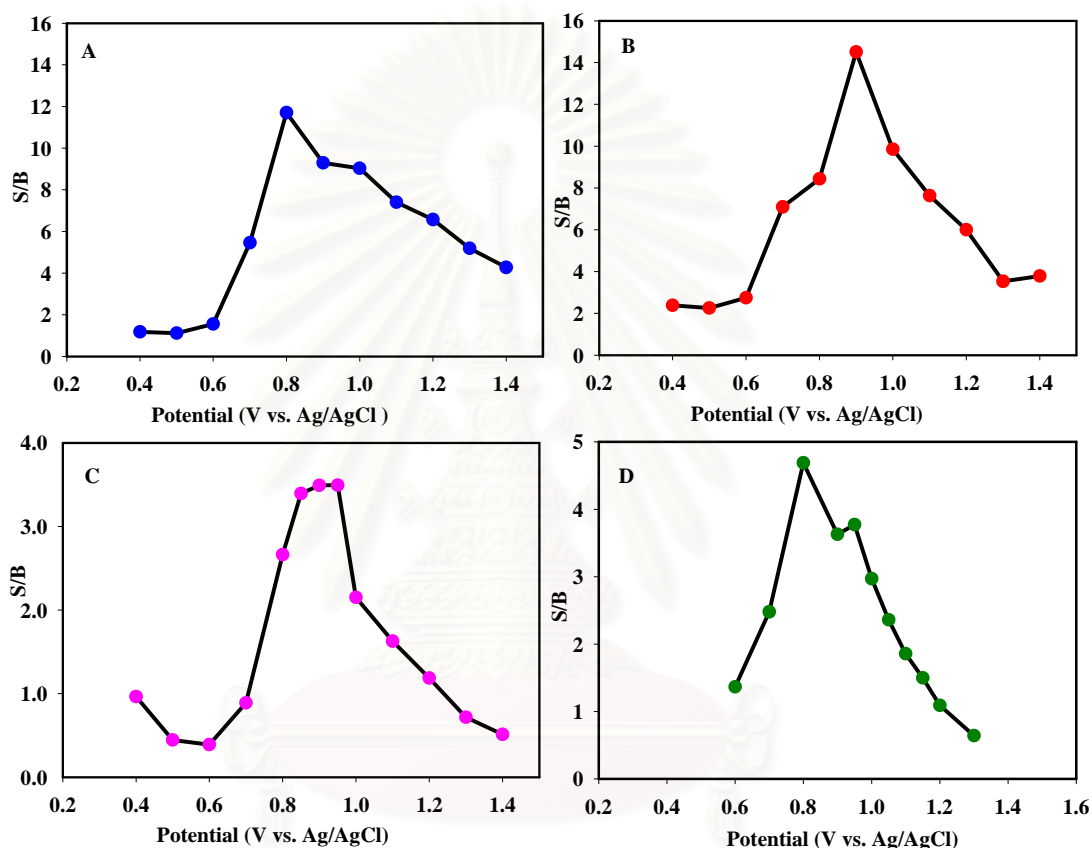 A
S/B
16
14
12
10
8
6
4
2
0
0.2 0.4 0.6 0.8 1.0 1.2 1.4
Potential (V vs. Ag/AgCl )
B
S/B
16
14
12
10
8
6
4
2
0
0.2 0.4 0.6 0.8 1.0 1.2 1.4
Potential (V vs. Ag/AgCl)
C
S/B
4.0
3.0
2.0
1.0
0.0
0.2 0.4 0.6 0.8 1.0 1.2 1.4
Potential (V vs. Ag/AgCl)
D
S/B
5
4
3
2
1
0
0.2 0.4 0.6 0.8 1.0 1.2 1.4 1.6
Potential (V vs. Ag/AgCl)